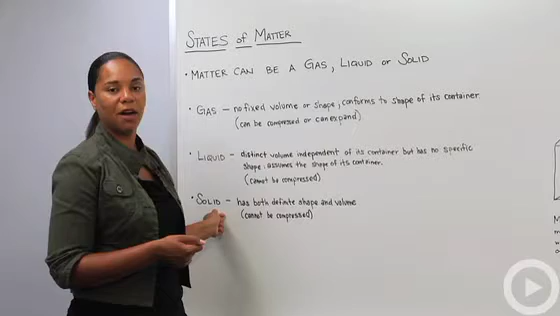 STATES of MATTER
• MATTER CAN BE A GAS, LIQUID or SOLID
• GAS – no fixed volume or shape, conforms to shape of its container
(can be compressed or can expand)
• LIQUID – distinct volume independent of its container but has no specific
shape: assumes the shape of its container.
(cannot be compressed)
• SOLID – has both definite shape and volume
(cannot be compressed)